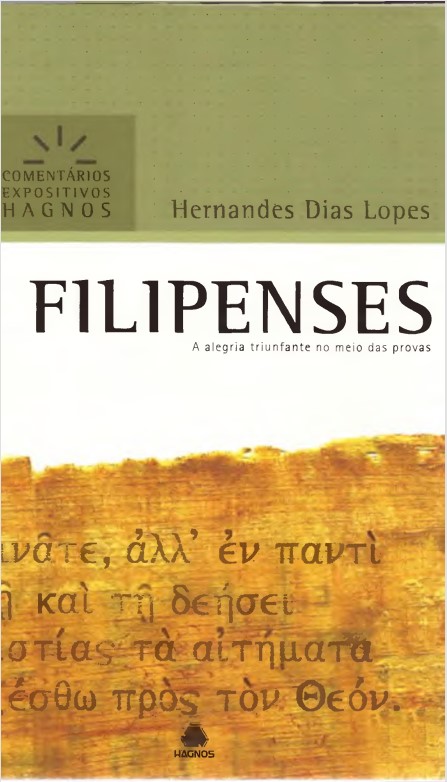 COMENTÁRIOS
EXPOSITIVOS
HAGNOS
Hernandes Dias Lopes
FILIPENSES
A alegria triunfante no meio das provas
ινᾶτε, ἀλλ’ ἐν παντὶ
ῇ καὶ τῇ δεήσει
στίας τὰ αἰτήματα
έσθω πρὸς τὸν Θεόν.
HAGNOS